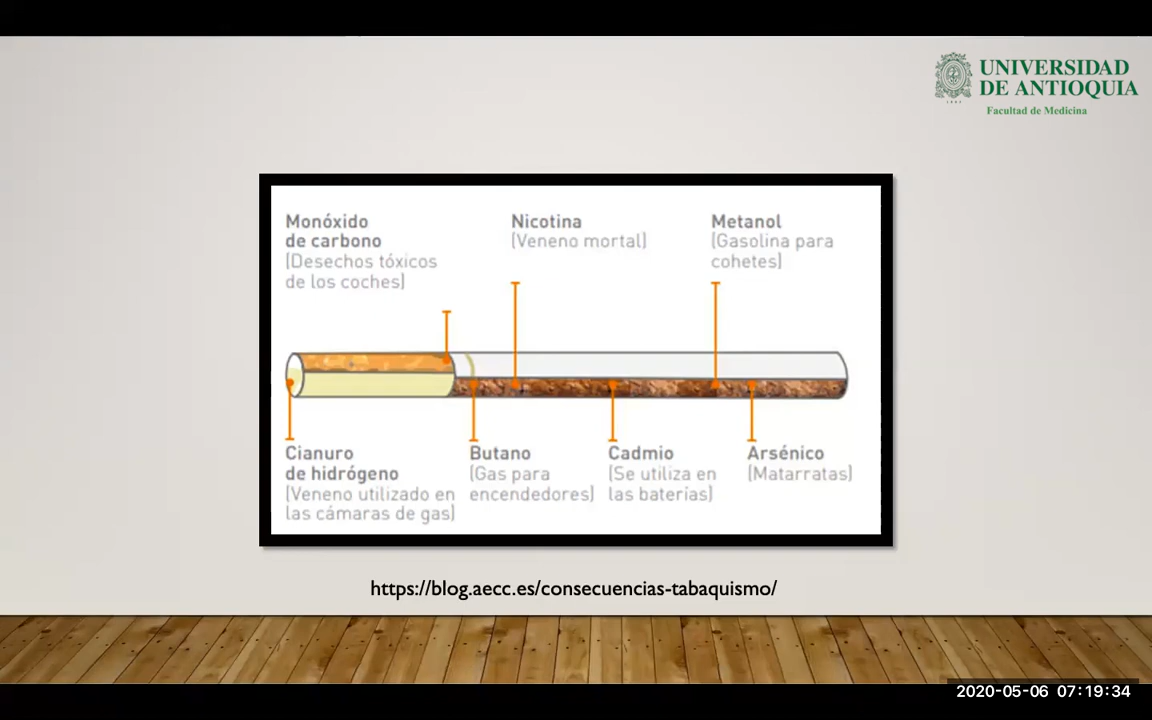 UNIVERSIDAD
DE ANTIOQUIA
Facultad de Medicina
Monóxido
de carbono
(Desechos tóxicos
de los coches)
Nicotina
(Veneno mortal)
Metanol
(Gasolina para
cohetes)
Cianuro
de hidrógeno
(Veneno utilizado en
las cámaras de gas)
Butano
(Gas para
encendedores)
Cadmio
(Se utiliza en
las baterías)
Arsénico
(Matarratas)
https://blog.aecc.es/consecuencias-tabaquismo/
2020-05-06 07:19:34